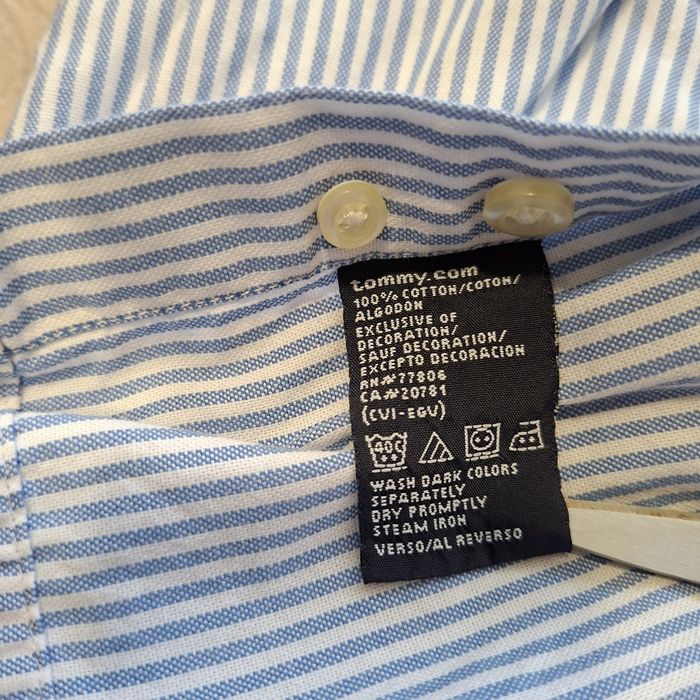 tommy.com
100% COTTON/COTON/
ALGODON
EXCLUSIVE OF
DECORATION/
SAUF DECORATION/
EXCEPTO DECORACION
RN#77806
CA#20781
(CVI-EGV)
40C
WASH DARK COLORS
SEPARATELY
DRY PROMPTLY
STEAM IRON
VERSO/AL REVERSO